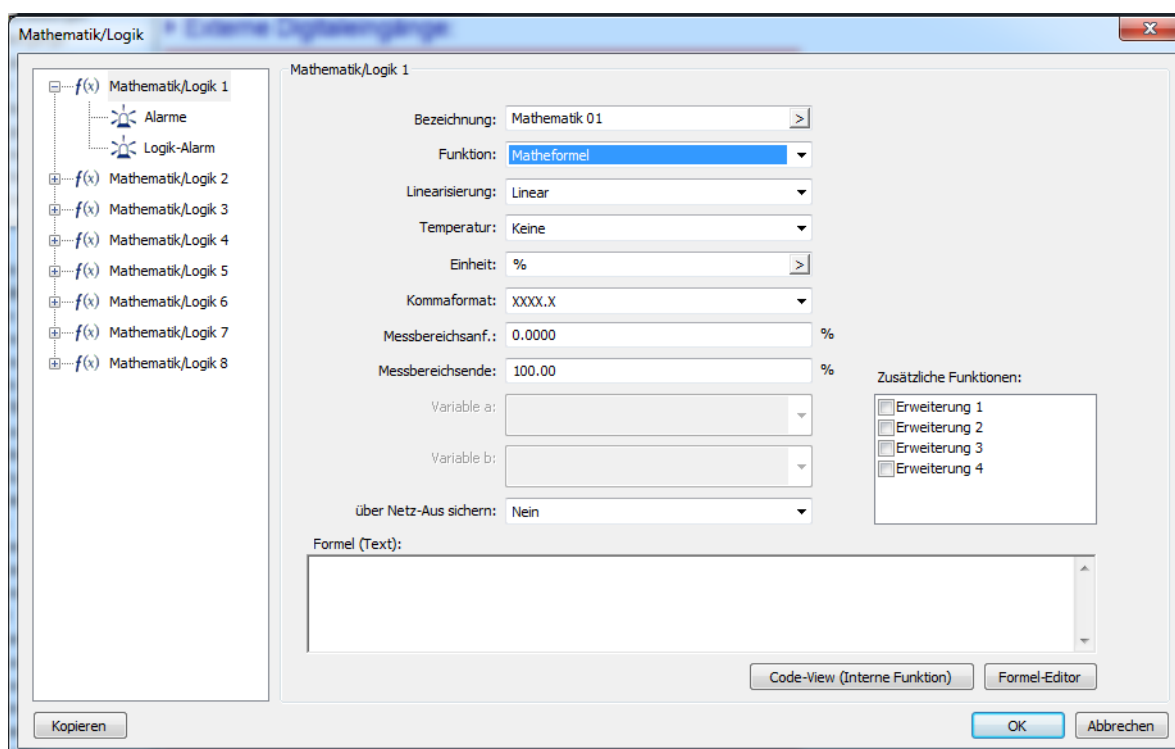 Externe Digitaleingänge:
Mathematik/Logik
Mathematik/Logik 1
Alarme
Logik-Alarm
Mathematik/Logik 2
Mathematik/Logik 3
Mathematik/Logik 4
Mathematik/Logik 5
Mathematik/Logik 6
Mathematik/Logik 7
Mathematik/Logik 8
Mathematik/Logik 1
Bezeichnung: Mathematik 01 >
Funktion: Matheformel
Linearisierung: Linear
Temperatur: Keine
Einheit: % >
Kommaformat: XXXX.X
Messbereichsanf.: 0.0000 %
Messbereichsende: 100.00 %
Variable a:
Variable b:
über Netz-Aus sichern: Nein
Zusätzliche Funktionen:
Erweiterung 1
Erweiterung 2
Erweiterung 3
Erweiterung 4
Formel (Text):
Code-View (Interne Funktion) Formel-Editor
Kopieren OK Abbrechen